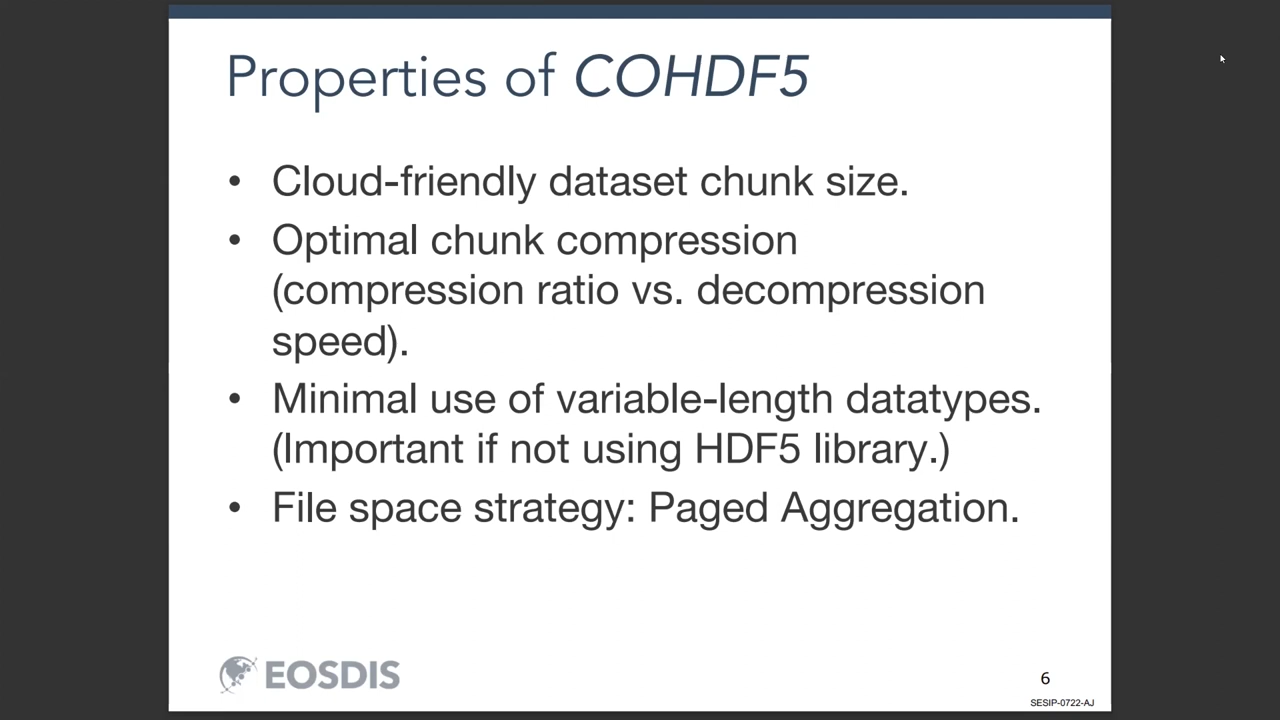 Properties of COHDF5
• Cloud-friendly dataset chunk size.
• Optimal chunk compression
(compression ratio vs. decompression
speed).
• Minimal use of variable-length datatypes.
(Important if not using HDF5 library.)
• File space strategy: Paged Aggregation.
EOSDIS
6
SESIP-0722-AJ